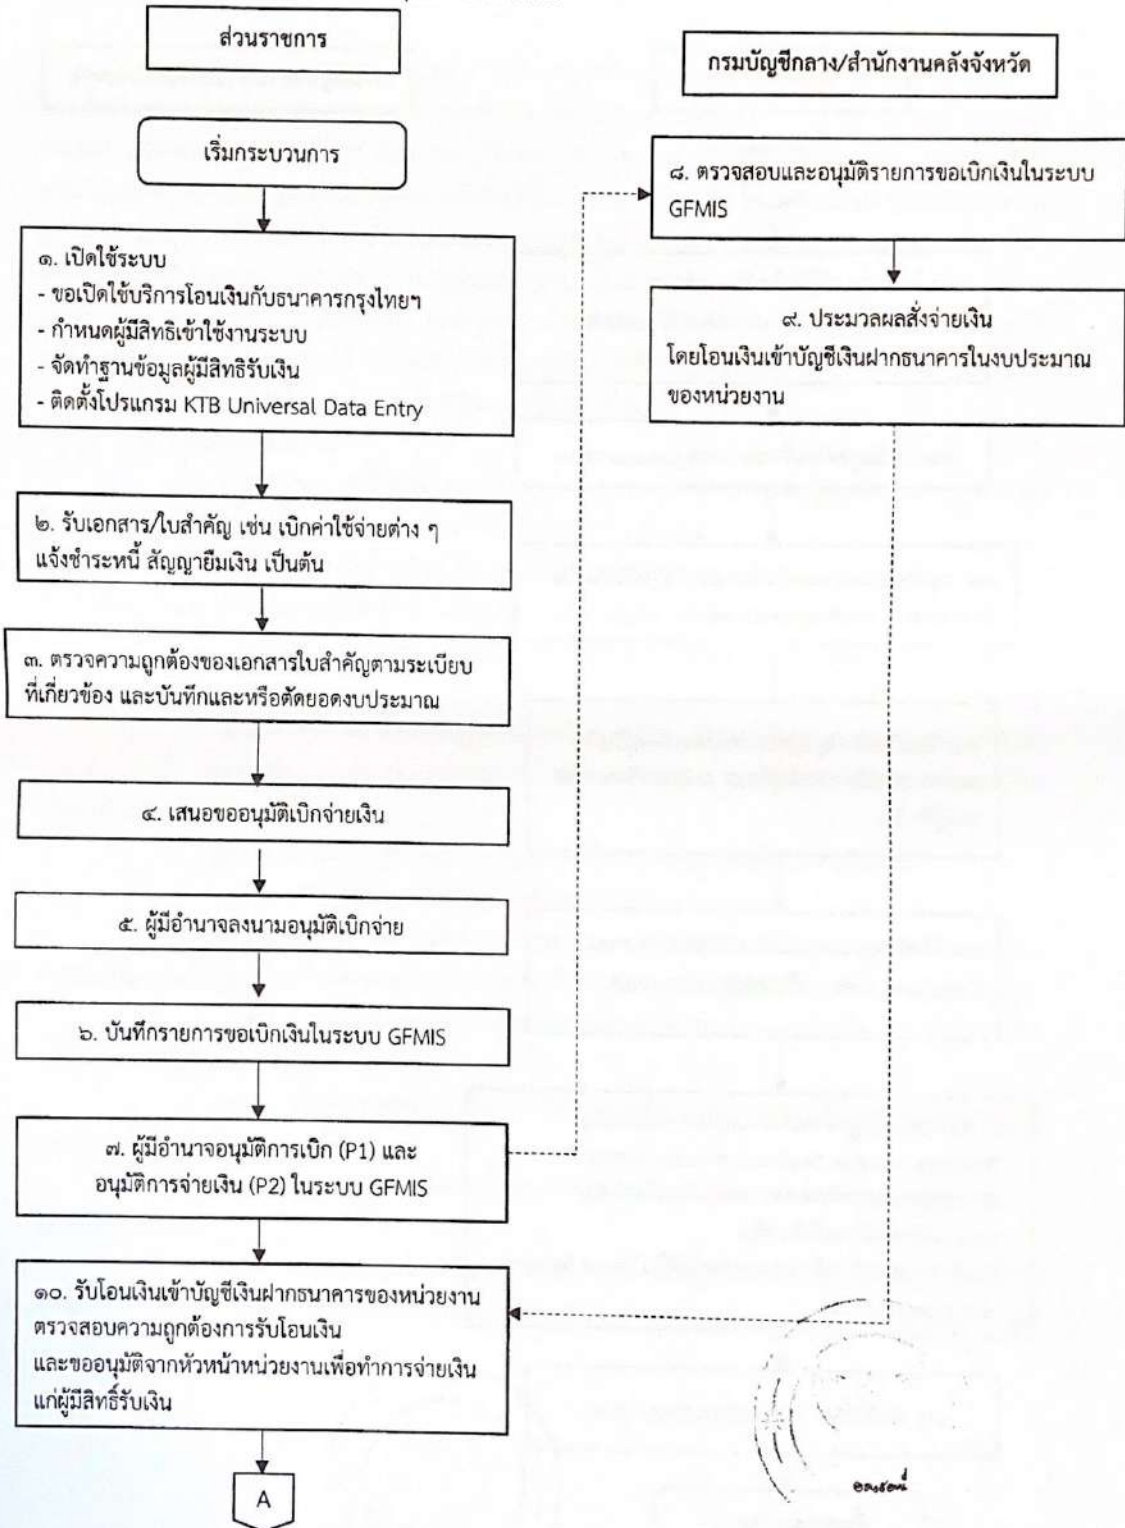 ส่วนราชการ
กรมบัญชีกลาง/สำนักงานคลังจังหวัด
เริ่มกระบวนการ
๑. เปิดใช้ระบบ
- ขอเปิดใช้บริการโอนเงินกับธนาคารกรุงไทยฯ
- กำหนดผู้มีสิทธิเข้าใช้งานระบบ
- จัดทำฐานข้อมูลผู้มีสิทธิรับเงิน
- ติดตั้งโปรแกรม KTB Universal Data Entry
๒. รับเอกสาร/ใบสำคัญ เช่น เบิกค่าใช้จ่ายต่าง ๆ
แจ้งชำระหนี้ สัญญายืมเงิน เป็นต้น
๓. ตรวจความถูกต้องของเอกสารใบสำคัญตามระเบียบ
ที่เกี่ยวข้อง และบันทึกและหรือตัดยอดงบประมาณ
๔. เสนอขออนุมัติเบิกจ่ายเงิน
๕. ผู้มีอำนาจลงนามอนุมัติเบิกจ่าย
๖. บันทึกรายการขอเบิกเงินในระบบ GFMIS
๗. ผู้มีอำนาจอนุมัติการเบิก (P1) และ
อนุมัติการจ่ายเงิน (P2) ในระบบ GFMIS
๘. ตรวจสอบและอนุมัติรายการขอเบิกเงินในระบบ
GFMIS
๙. ประมวลผลสั่งจ่ายเงิน
โดยโอนเงินเข้าบัญชีเงินฝากธนาคารในงบประมาณ
ของหน่วยงาน
๑๐. รับโอนเงินเข้าบัญชีเงินฝากธนาคารของหน่วยงาน
ตรวจสอบความถูกต้องการรับโอนเงิน
และขออนุมัติจากหัวหน้าหน่วยงานเพื่อทำการจ่ายเงิน
แก่ผู้มีสิทธิ์รับเงิน
A